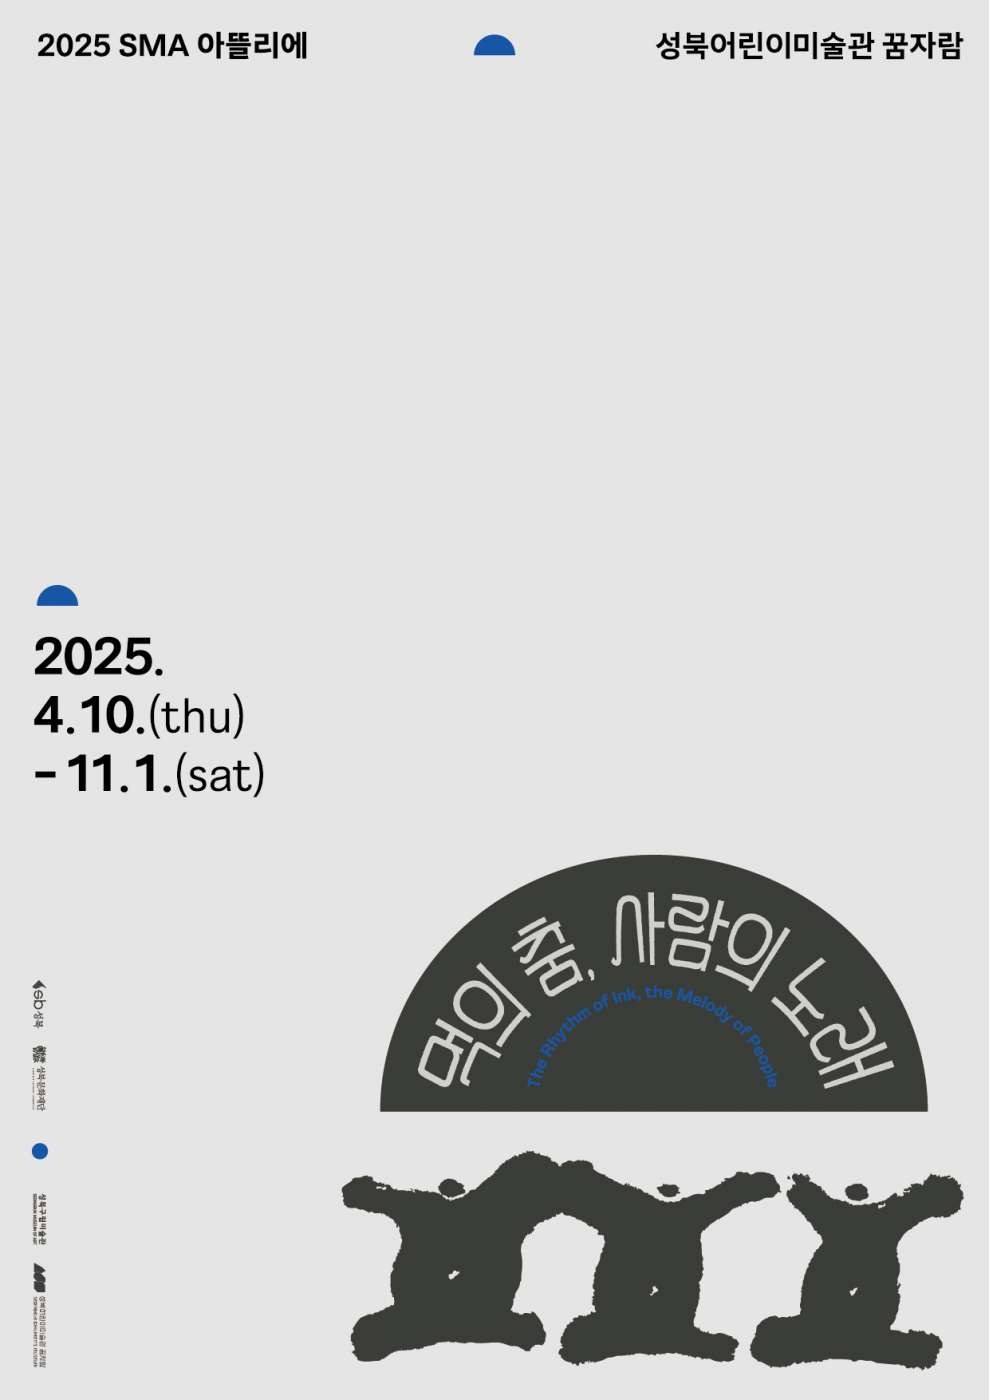 2025 SMA 아뜰리에
성북어린이미술관 꿈자람
2025.
4.10.(thu)
- 11.1.(sat)
먹의 춤, 사람의 노래
The Rhythm of Ink, the Melody of People
sb 성북
성북문화재단
성북구립미술관
성북어린이미술관 꿈자람